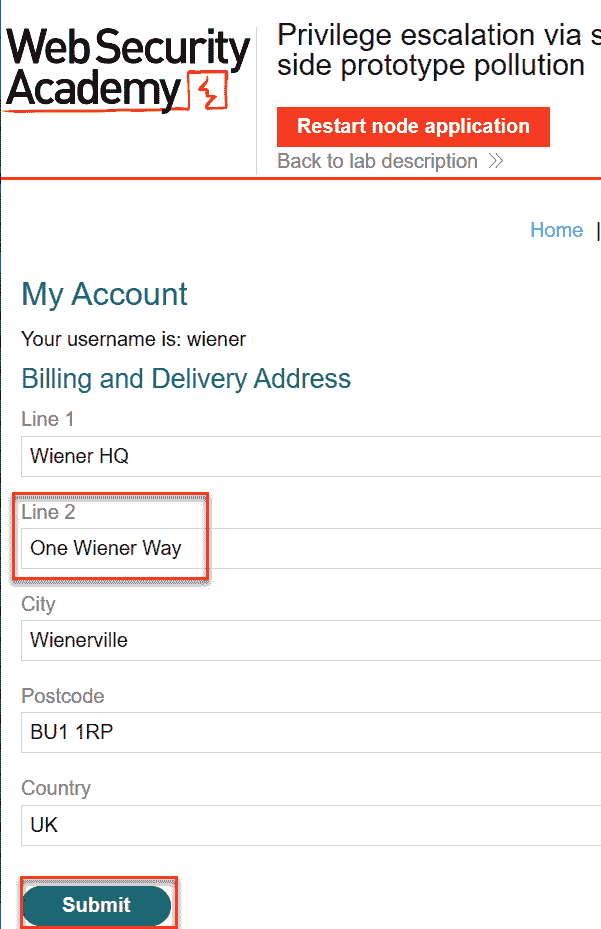 Web Security
Academy
Privilege escalation via
side prototype pollution
Restart node application
Back to lab description
Home |
My Account
Your username is: wiener
Billing and Delivery Address
Line 1
Wiener HQ
Line 2
One Wiener Way
City
Wienerville
Postcode
BU1 1RP
Country
UK
Submit